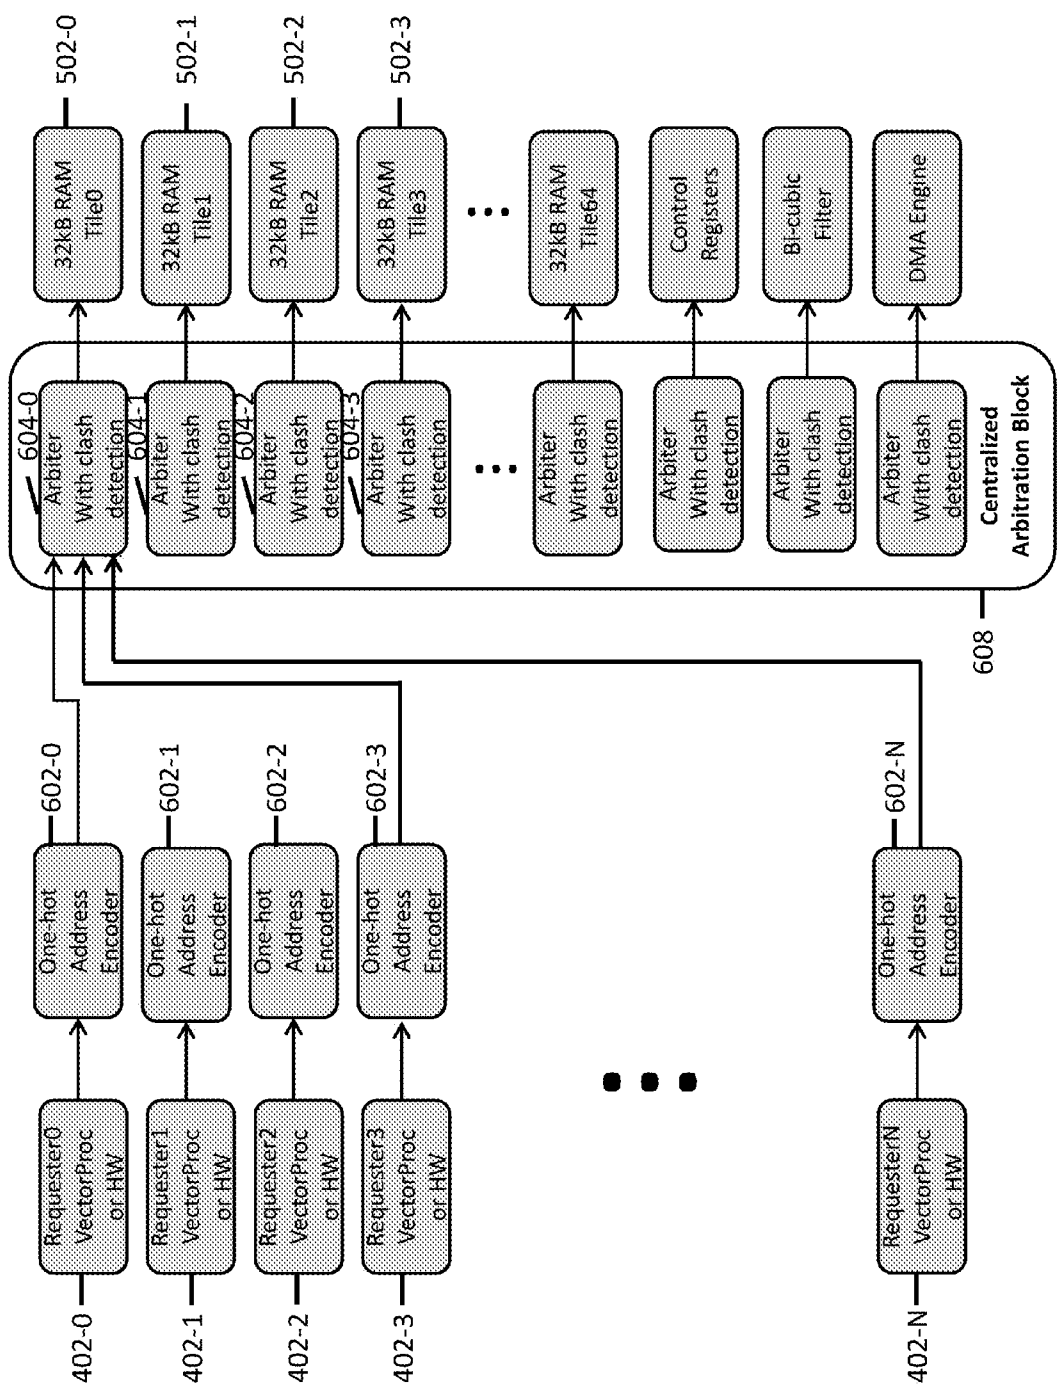 402-0
Requester0
VectorProc
or HW
One-hot
Address
Encoder
602-0
604-0
Arbiter
With clash
detection
32kB RAM
Tile0
502-0
402-1
Requester1
VectorProc
or HW
One-hot
Address
Encoder
602-1
604-1
Arbiter
With clash
detection
32kB RAM
Tile1
502-1
402-2
Requester2
VectorProc
or HW
One-hot
Address
Encoder
602-2
604-2
Arbiter
With clash
detection
32kB RAM
Tile2
502-2
402-3
Requester3
VectorProc
or HW
One-hot
Address
Encoder
602-3
604-3
Arbiter
With clash
detection
32kB RAM
Tile3
502-3
Arbiter
With clash
detection
32kB RAM
Tile64
Arbiter
With clash
detection
Control
Registers
Arbiter
With clash
detection
Bi-cubic
Filter
402-N
RequesterN
VectorProc
or HW
One-hot
Address
Encoder
602-N
Arbiter
With clash
detection
DMA Engine
608
Centralized
Arbitration Block